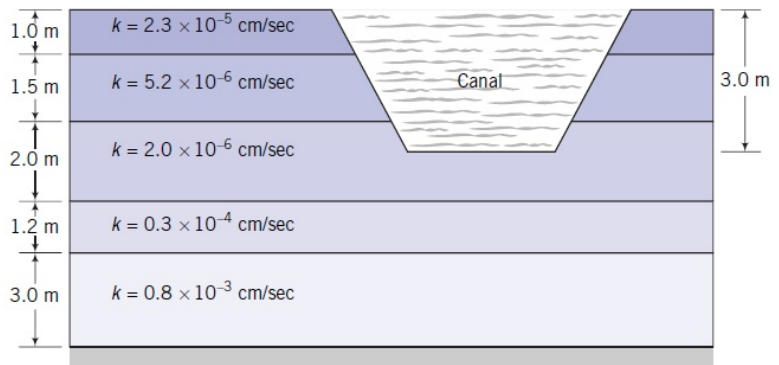 1.0 m k = 2.3 × 10⁻⁵ cm/sec
1.5 m k = 5.2 × 10⁻⁶ cm/sec Canal 3.0 m
2.0 m k = 2.0 × 10⁻⁶ cm/sec
1.2 m k = 0.3 × 10⁻⁴ cm/sec
3.0 m k = 0.8 × 10⁻³ cm/sec